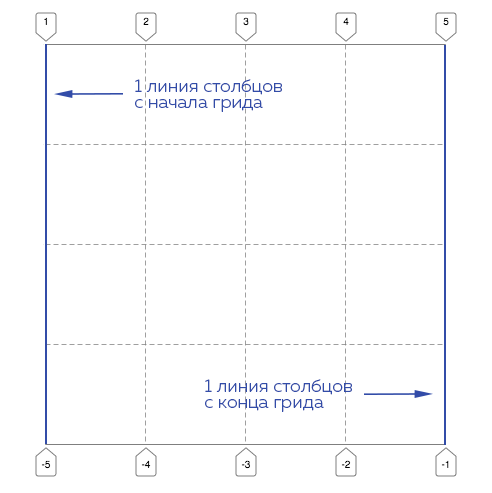 1 2 3 4 5
1 линия столбцов
с начала грида
1 линия столбцов
с конца грида
-5 -4 -3 -2 -1